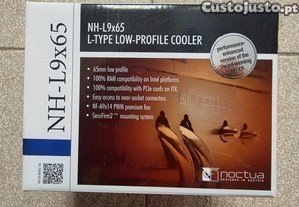 CustoJusto.pt
NH-L9x65
L-TYPE LOW-PROFILE COOLER
performance-
enhanced
version of the
award winning
NH-L9x65
• 65mm low profile
• 100% RAM compatibility on Intel platforms
• 100% compatibility with PCIe cards on ITX
• Easy access to near-socket connectors
• NF-A9x14 PWM premium fan
• SecuFirm2™ mounting system
noctua
DESIGNED IN AUSTRIA